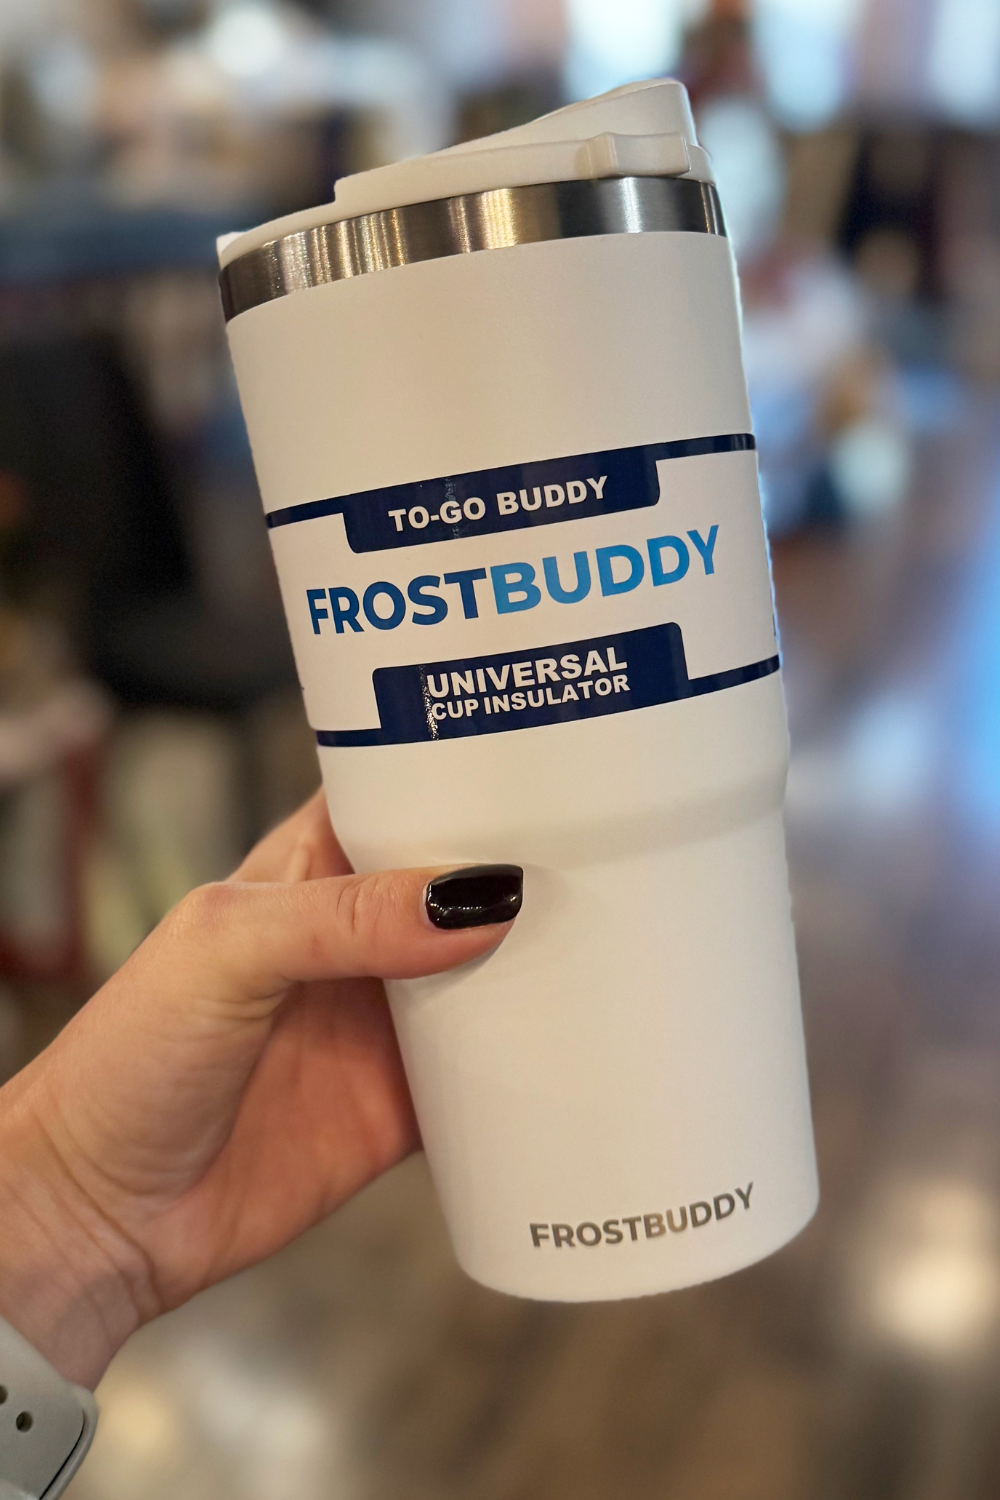 TO-GO BUDDY
FROSTBUDDY
UNIVERSAL
CUP INSULATOR
FROSTBUDDY